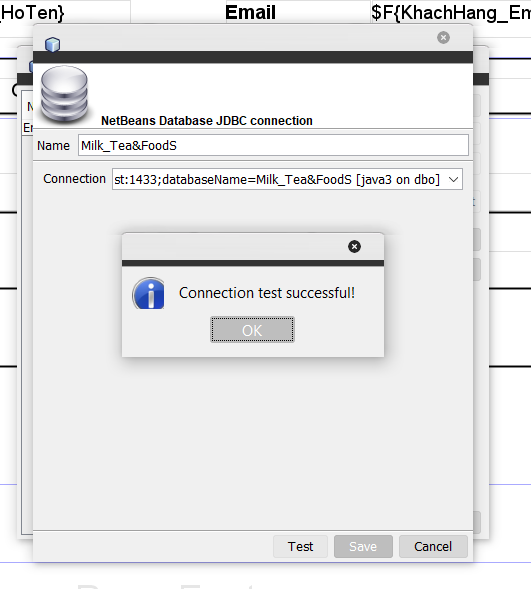 _HoTen} Email $F{KhachHang_Em
NetBeans Database JDBC connection
Name Milk_Tea&FoodS
Connection st:1433;databaseName=Milk_Tea&FoodS [java3 on dbo]
Connection test successful!
OK
Test Save Cancel